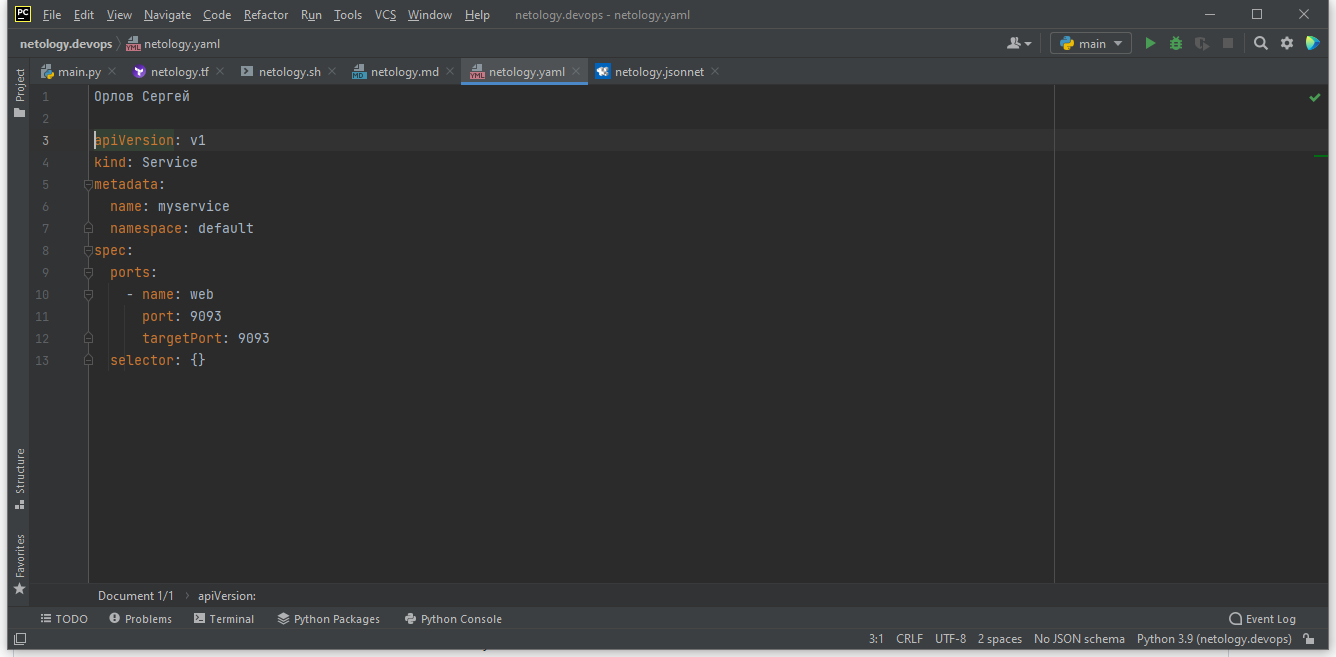 PC File Edit View Navigate Code Refactor Run Tools VCS Window Help netology.devops - netology.yaml
netology.devops netology.yaml main
main.py netology.tf netology.sh netology.md netology.yaml netology.jsonnet
Project
1 Орлов Сергей
2
3 apiVersion: v1
4 kind: Service
5 metadata:
6   name: myservice
7   namespace: default
8 spec:
9   ports:
10     - name: web
11       port: 9093
12       targetPort: 9093
13   selector: {}
Structure
Favorites
Document 1/1 › apiVersion:
TODO Problems Terminal Python Packages Python Console Event Log
3:1 CRLF UTF-8 2 spaces No JSON schema Python 3.9 (netology.devops)